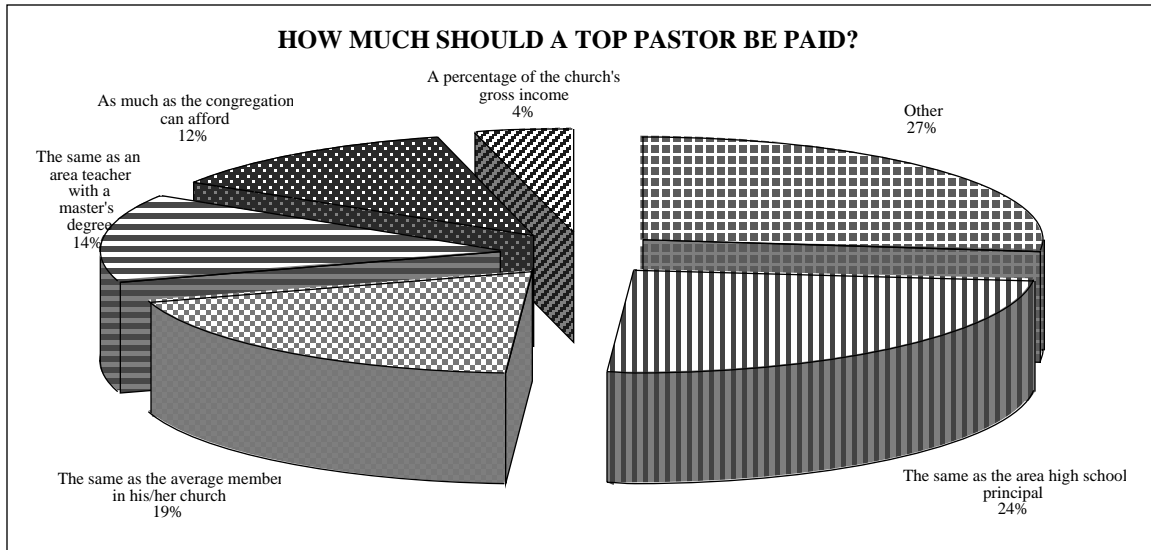 HOW MUCH SHOULD A TOP PASTOR BE PAID?
A percentage of the church's
gross income
4%
As much as the congregation
can afford
12%
Other
27%
The same as an
area teacher
with a
master's
degree
14%
The same as the average member
in his/her church
19%
The same as the area high school
principal
24%